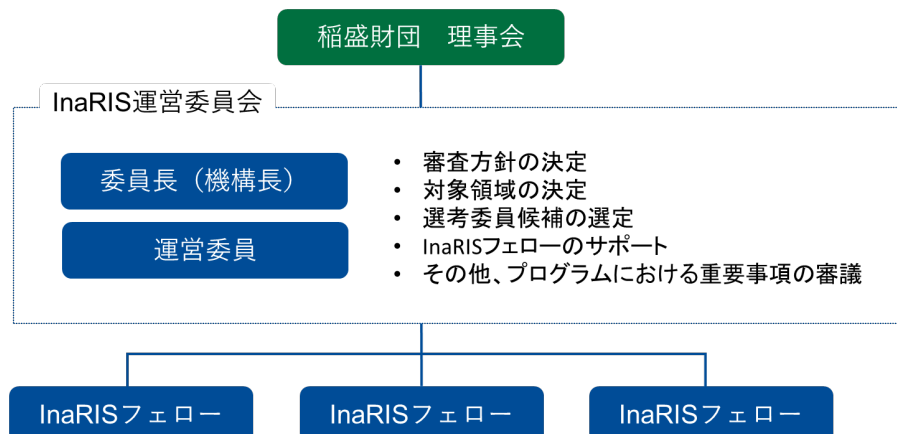 稲盛財団　理事会
InaRIS運営委員会
委員長（機構長）
運営委員
• 審査方針の決定
• 対象領域の決定
• 選考委員候補の選定
• InaRISフェローのサポート
• その他、プログラムにおける重要事項の審議
InaRISフェロー
InaRISフェロー
InaRISフェロー